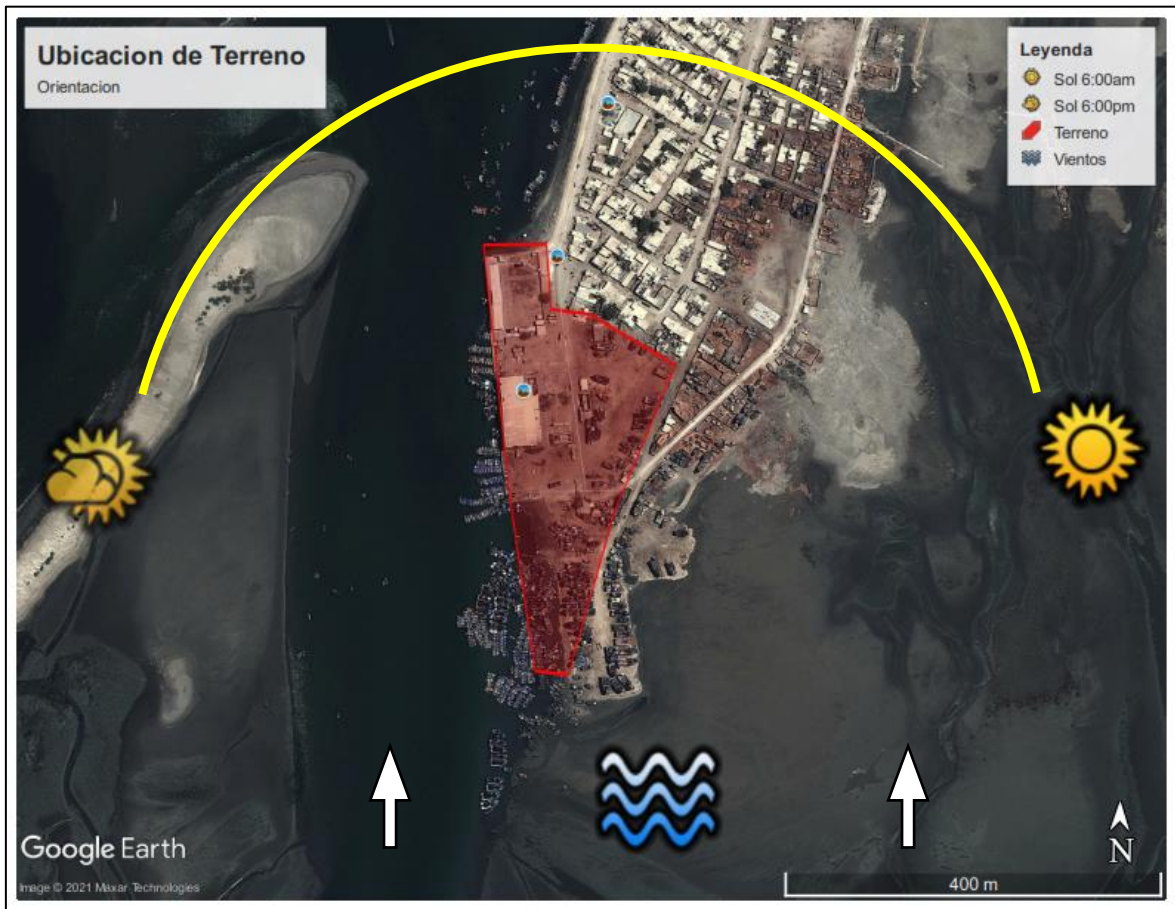 Ubicacion de Terreno
Orientacion
Leyenda
Sol 6:00am
Sol 6:00pm
Terreno
Vientos
Google Earth
Image © 2021 Maxar Technologies
N
400 m